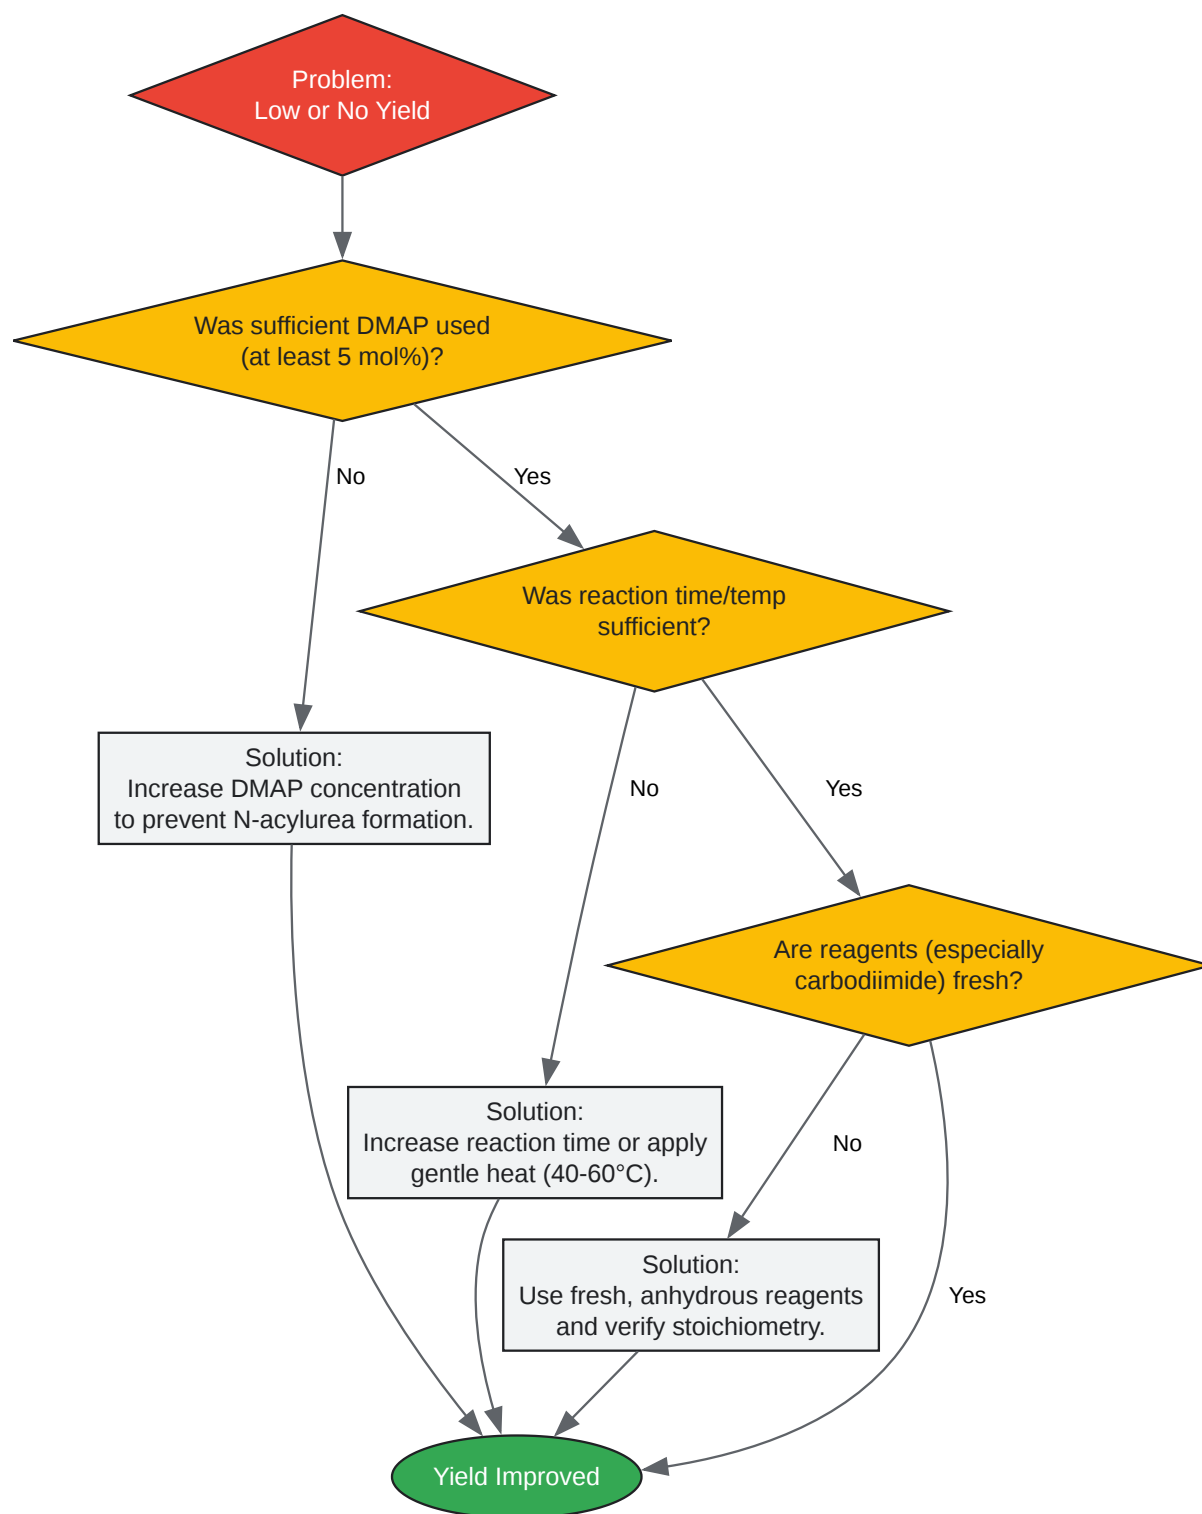 Problem:
Low or No Yield
Was sufficient DMAP used
(at least 5 mol%)?
No
Yes
Was reaction time/temp
sufficient?
Solution:
Increase DMAP concentration
to prevent N-acylurea formation.
No
Yes
Are reagents (especially
carbodiimide) fresh?
Solution:
Increase reaction time or apply
gentle heat (40-60°C).
No
Solution:
Use fresh, anhydrous reagents
and verify stoichiometry.
Yes
Yield Improved